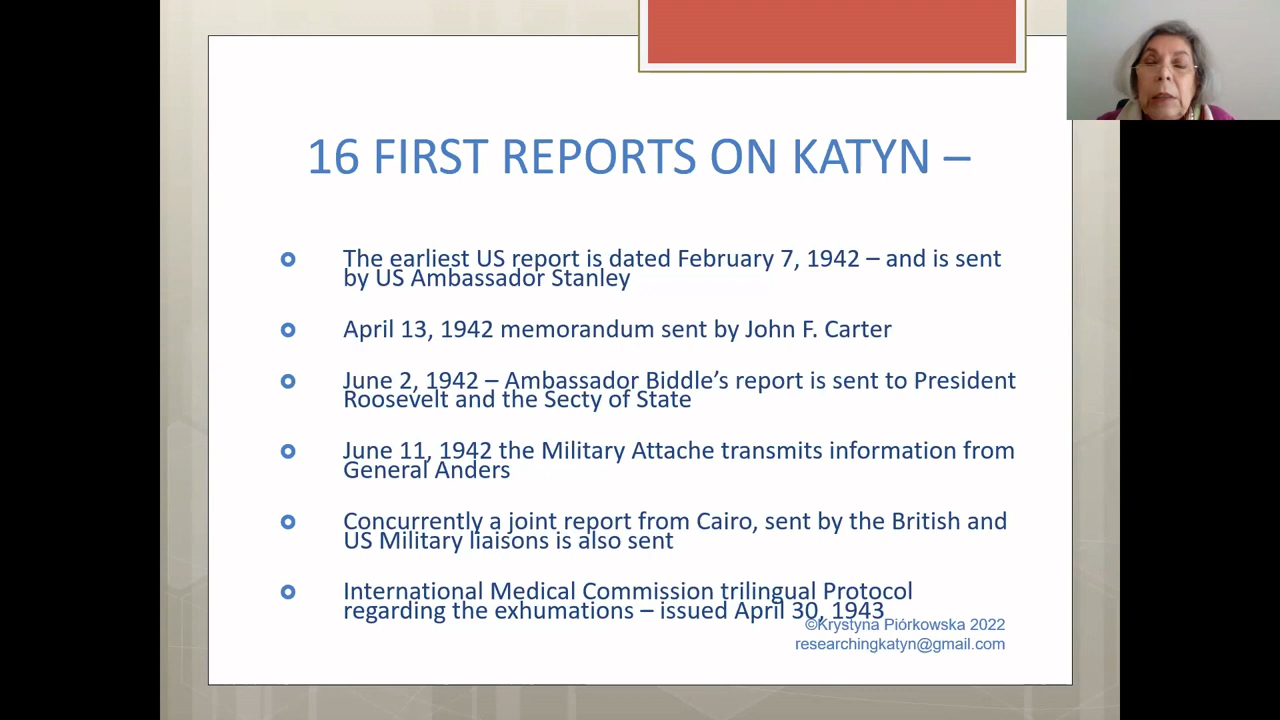 16 FIRST REPORTS ON KATYN –
The earliest US report is dated February 7, 1942 – and is sent
by US Ambassador Stanley
April 13, 1942 memorandum sent by John F. Carter
June 2, 1942 – Ambassador Biddle’s report is sent to President
Roosevelt and the Secty of State
June 11, 1942 the Military Attache transmits information from
General Anders
Concurrently a joint report from Cairo, sent by the British and
US Military liaisons is also sent
International Medical Commission trilingual Protocol
regarding the exhumations – issued April 30, 1943
©Krystyna Piórkowska 2022
researchingkatyn@gmail.com